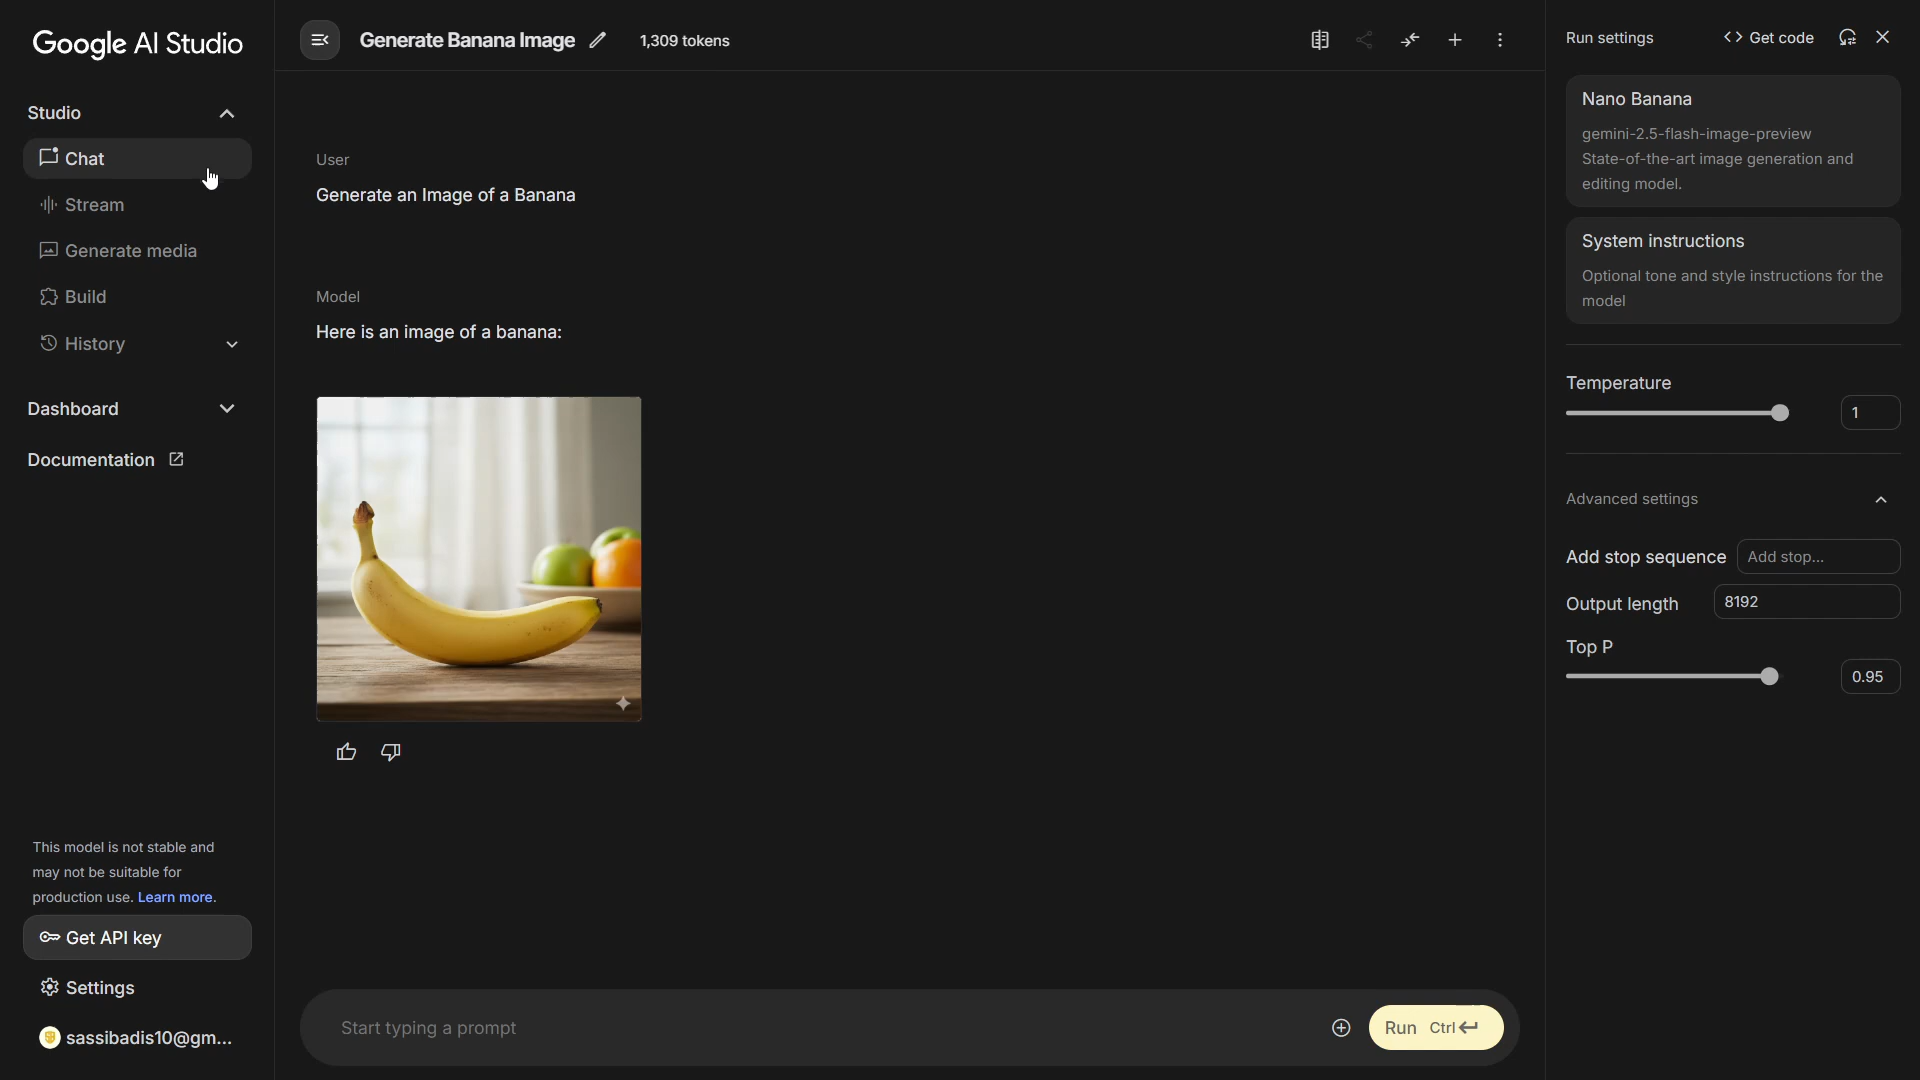 Google AI Studio
Studio
Chat
Stream
Generate media
Build
History
Dashboard
Documentation
This model is not stable and
may not be suitable for
production use. Learn more.
Get API key
Settings
sassibadis10@gm...
Generate Banana Image
1,309 tokens
User
Generate an Image of a Banana
Model
Here is an image of a banana:
Start typing a prompt
Run Ctrl
Run settings
Get code
Nano Banana
gemini-2.5-flash-image-preview
State-of-the-art image generation and
editing model.
System instructions
Optional tone and style instructions for the
model
Temperature
1
Advanced settings
Add stop sequence
Add stop...
Output length
8192
Top P
0.95